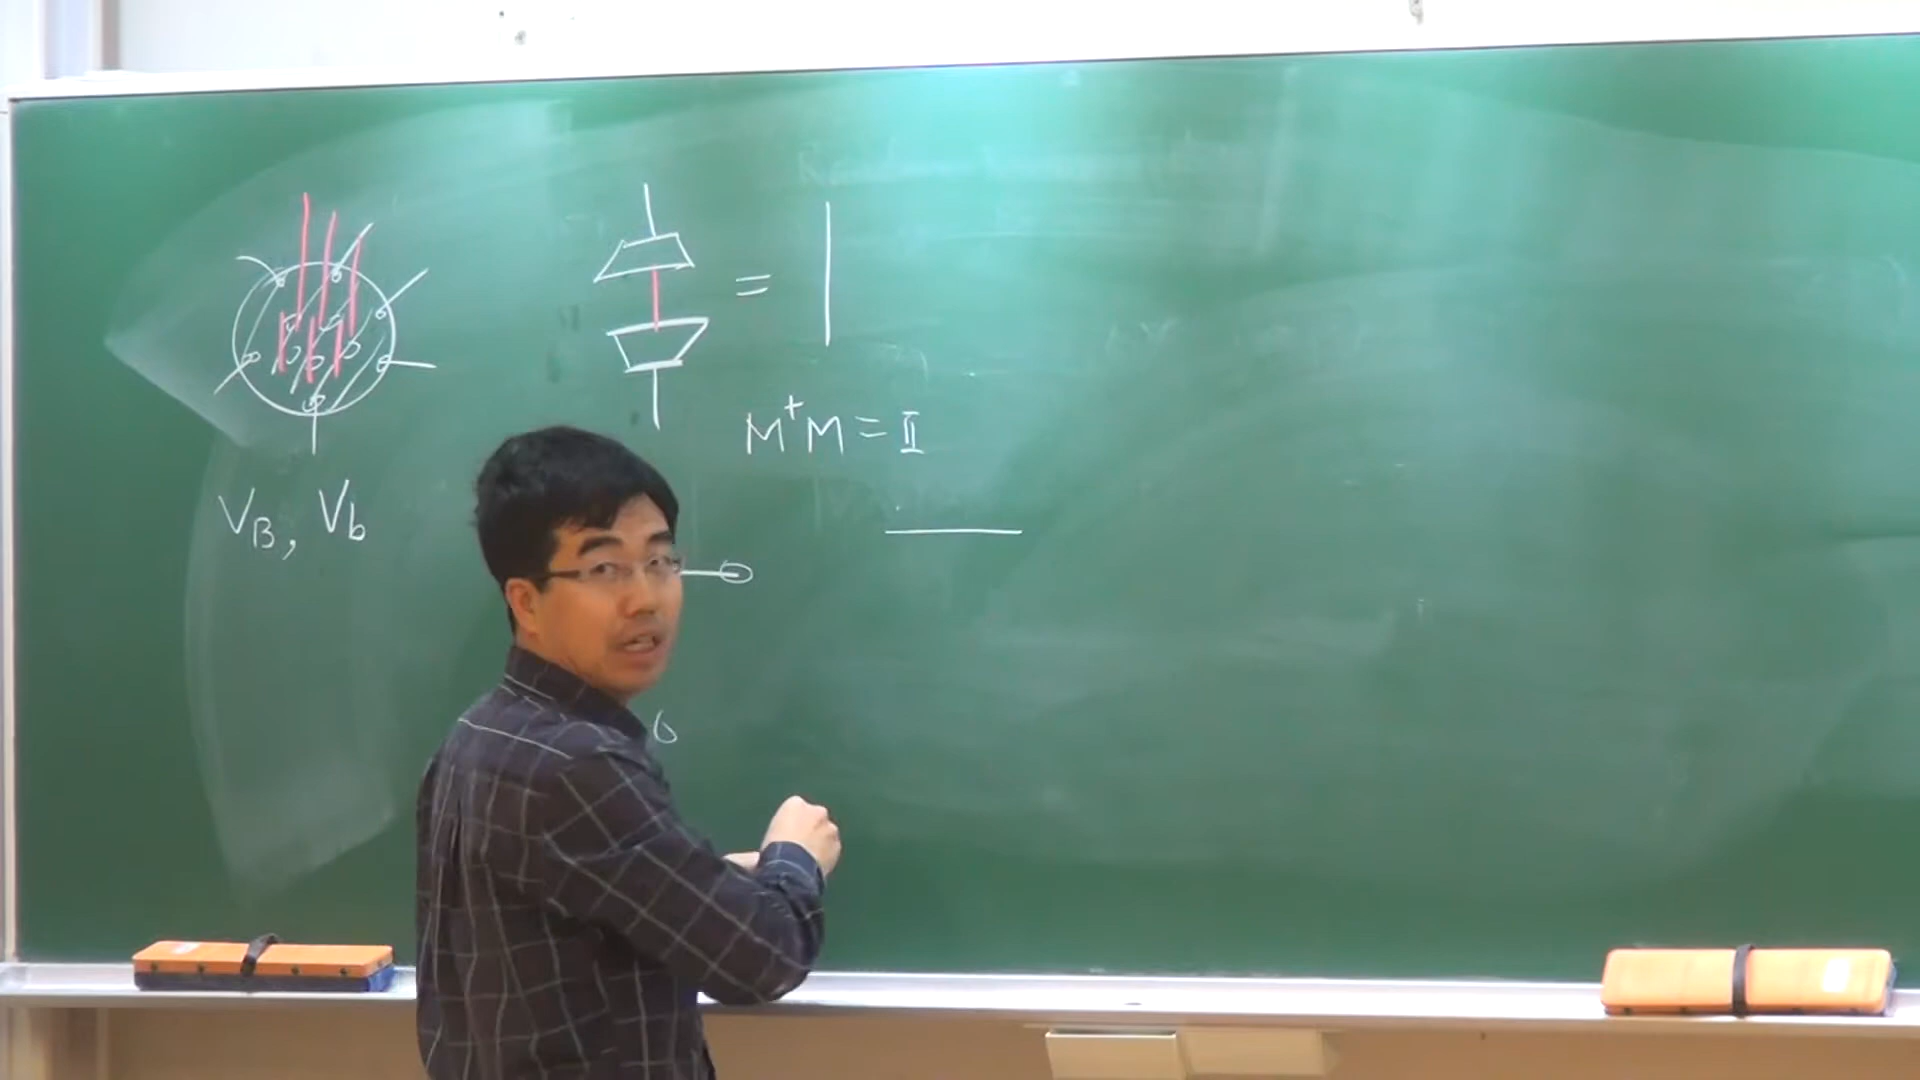 =
M†M = 𝕀
V_B, V_b